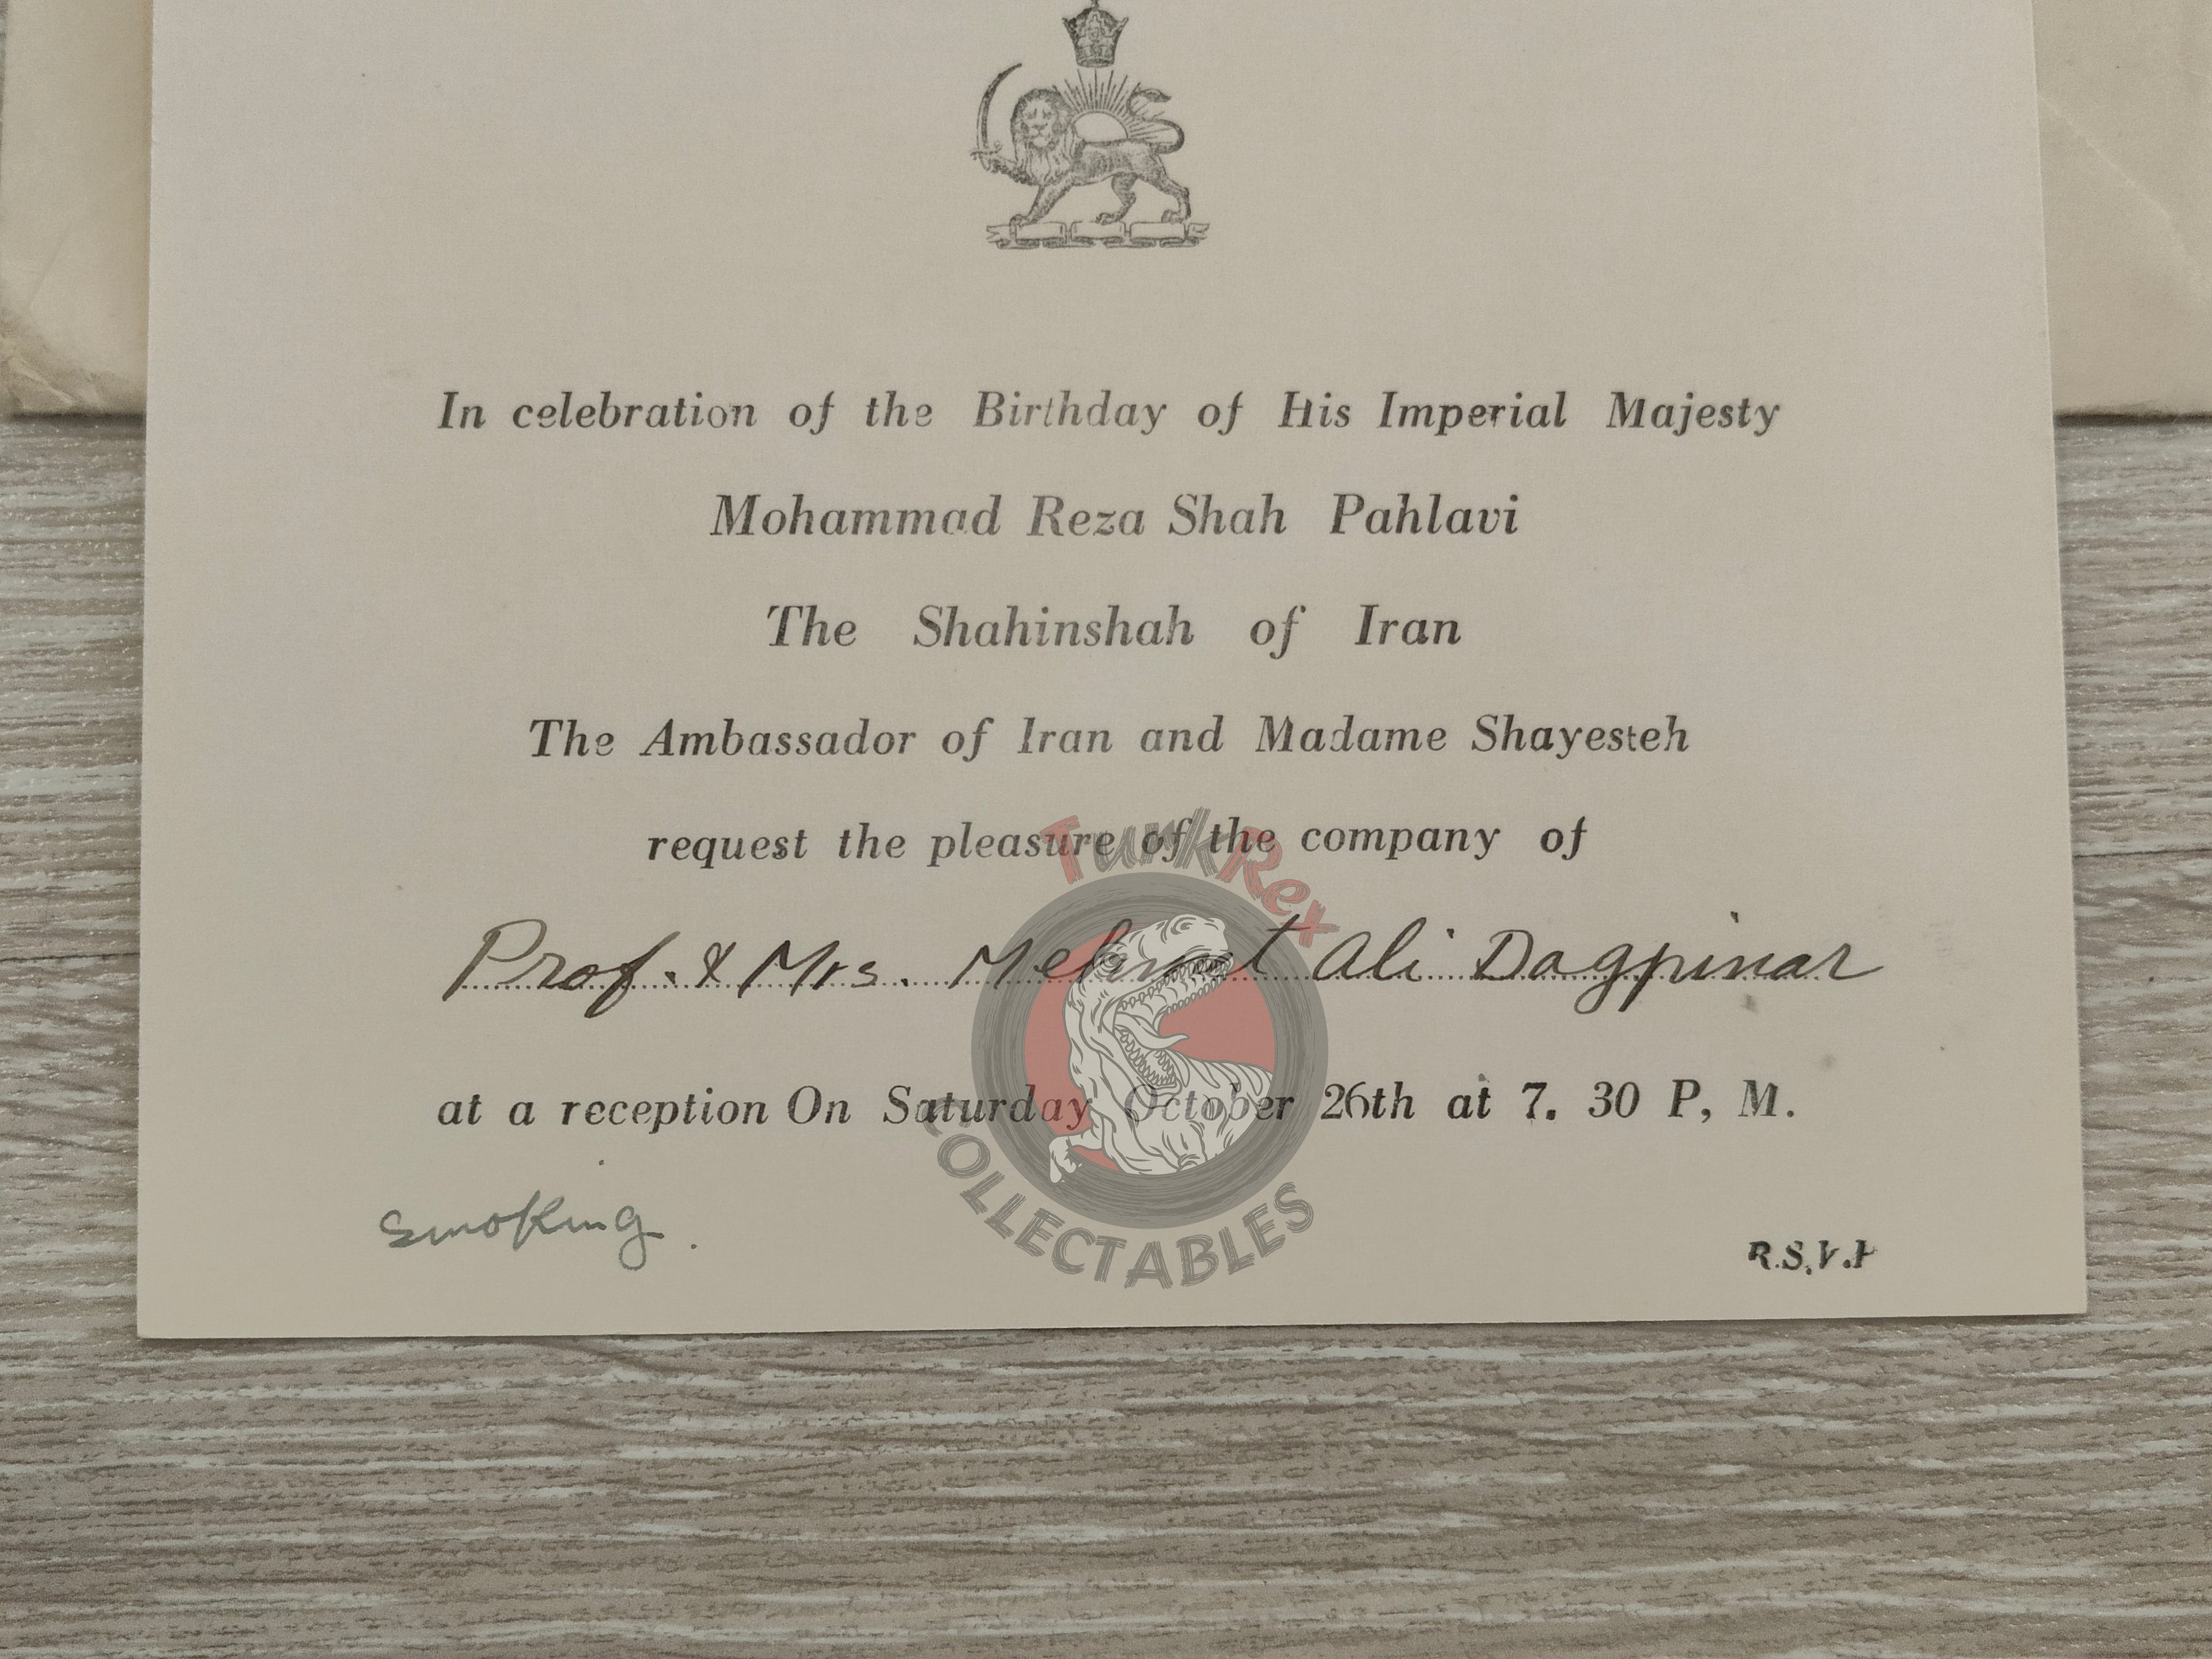 In celebration of the Birthday of His Imperial Majesty
Mohammad Reza Shah Pahlavi
The Shahinshah of Iran
The Ambassador of Iran and Madame Shayesteh
request the pleasure of the company of
Prof. & Mrs. Mehmet Ali Dagpinar
at a reception On Saturday October 26th at 7. 30 P, M.
Smoking.
R.S.V.P
TurkRex
COLLECTABLES